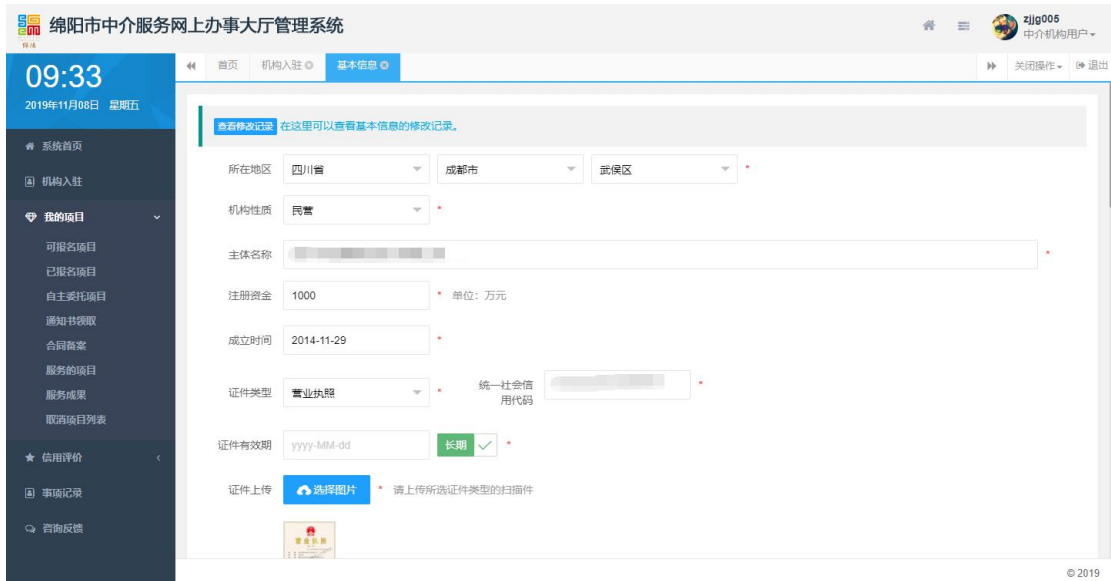 绵阳市中介服务网上办事大厅管理系统
zjjg005
中介机构用户
09:33
2019年11月08日 星期五
首页 机构入驻 基本信息 关闭操作 退出
系统首页
机构入驻
我的项目
可报名项目
已报名项目
自主委托项目
通知书领取
合同备案
服务的项目
服务成果
取消项目列表
信用评价
事项记录
咨询反馈
查看修改记录 在这里可以查看基本信息的修改记录。
所在地区 四川省 成都市 武侯区 *
机构性质 民营 *
主体名称 *
注册资金 1000 * 单位：万元
成立时间 2014-11-29 *
证件类型 营业执照 * 统一社会信用代码 *
证件有效期 yyyy-MM-dd 长期 *
证件上传 选择图片 * 请上传所选证件类型的扫描件
营业执照
© 2019